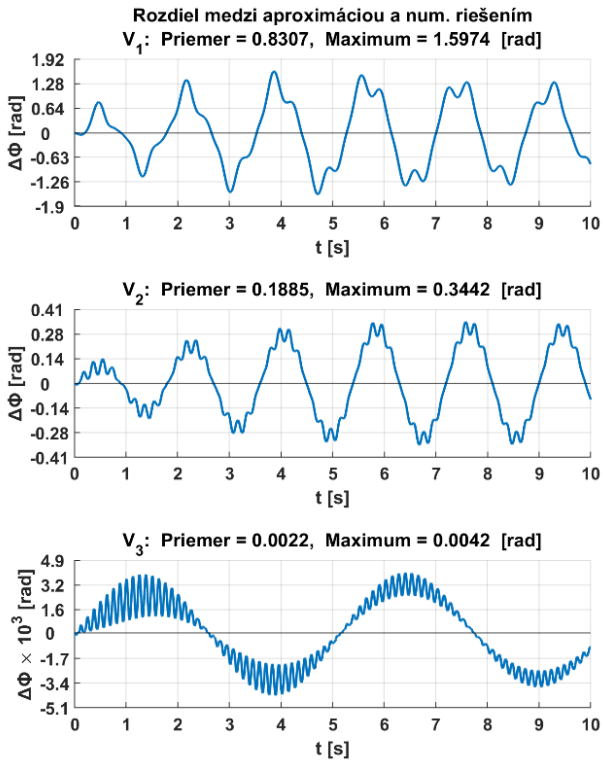 Rozdiel medzi aproximáciou a num. riešením
V1: Priemer = 0.8307, Maximum = 1.5974 [rad]
ΔΦ [rad]
1.92
1.28
0.64
0
-0.63
-1.26
-1.9
0 1 2 3 4 5 6 7 8 9 10
t [s]
V2: Priemer = 0.1885, Maximum = 0.3442 [rad]
ΔΦ [rad]
0.41
0.28
0.14
0
-0.14
-0.28
-0.41
0 1 2 3 4 5 6 7 8 9 10
t [s]
V3: Priemer = 0.0022, Maximum = 0.0042 [rad]
ΔΦ × 10³ [rad]
4.9
3.2
1.6
0
-1.7
-3.4
-5.1
0 1 2 3 4 5 6 7 8 9 10
t [s]